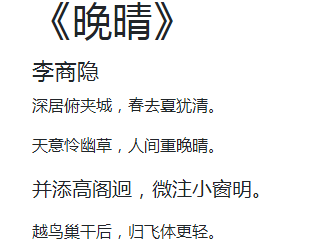 《晚晴》
李商隐
深居俯夹城，春去夏犹清。
天意怜幽草，人间重晚晴。
并添高阁迥，微注小窗明。
越鸟巢干后，归飞体更轻。